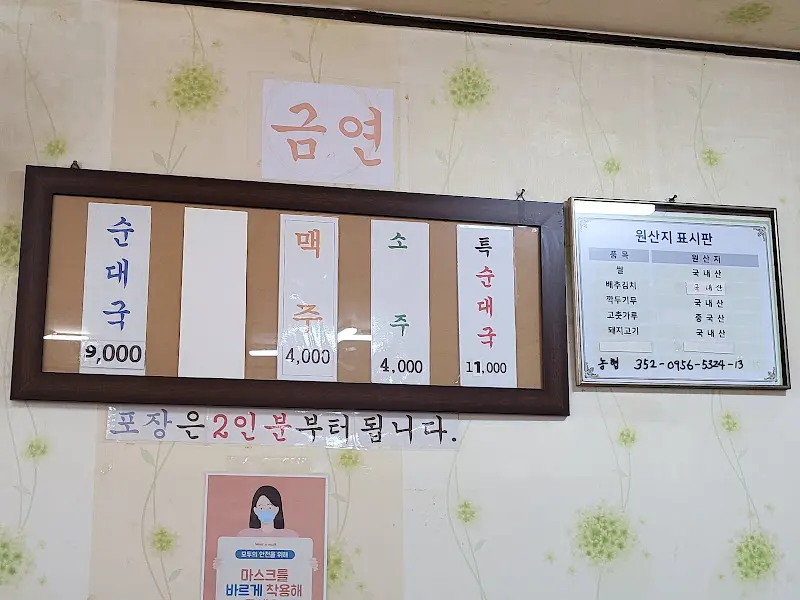 금연
순대국
9,000
맥주
4,000
소주
4,000
특순대국
11,000
원산지 표시판
품목 원산지
쌀 국내산
배추김치 국내산
깍두기무 국내산
고춧가루 중국산
돼지고기 국내산
농협 352-0956-5324-13
포장은 2인분부터 됩니다.
모두의 안전을 위해
마스크를
바르게 착용해